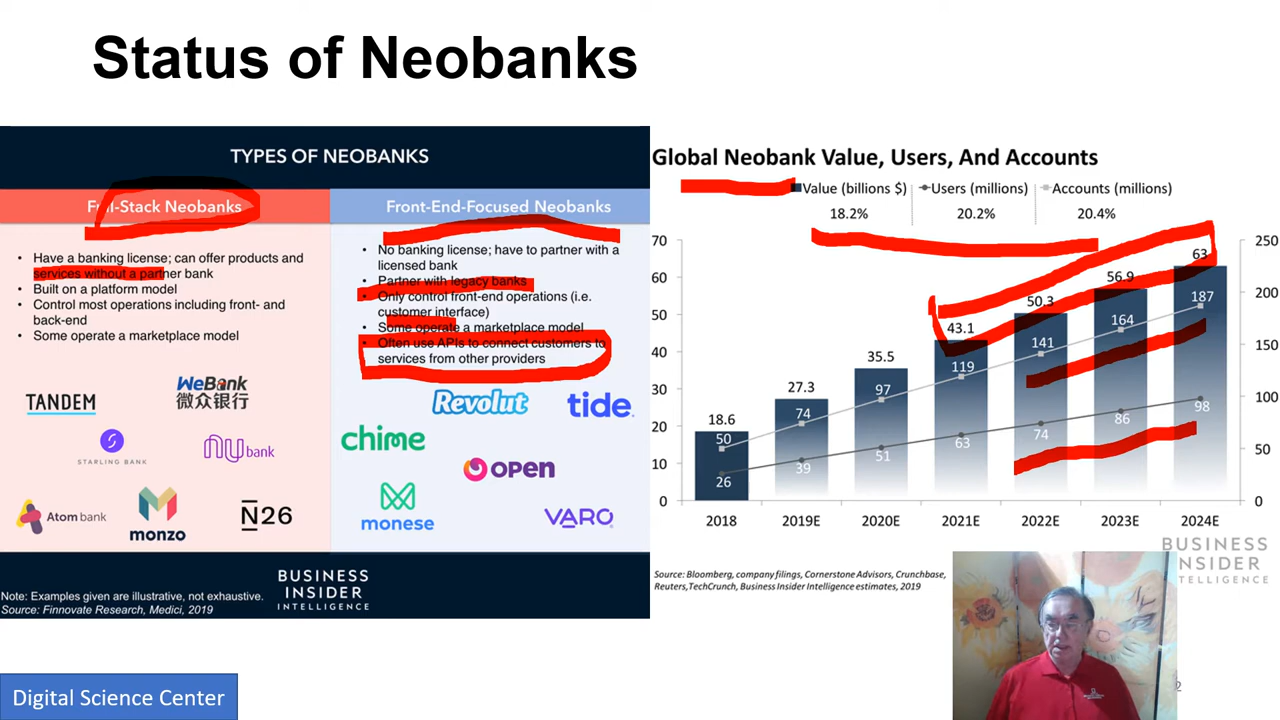 Status of Neobanks
TYPES OF NEOBANKS
Full-Stack Neobanks
Front-End-Focused Neobanks
• Have a banking license; can offer products and
services without a partner bank
• Built on a platform model
• Control most operations including front- and
back-end
• Some operate a marketplace model
• No banking license; have to partner with a
licensed bank
• Partner with legacy banks
• Only control front-end operations (i.e.
customer interface)
• Some operate a marketplace model
• Often use APIs to connect customers to
services from other providers
TANDEM
WeBank
微众银行
STARLING BANK
nu bank
Atom bank
monzo
N26
Revolut
tide
chime
OPEN
monese
VARO
Note: Examples given are illustrative, not exhaustive.
Source: Finnovate Research, Medici, 2019
BUSINESS
INSIDER
INTELLIGENCE
Global Neobank Value, Users, And Accounts
Value (billions $) Users (millions) Accounts (millions)
18.2% 20.2% 20.4%
70
60
50
40
30
20
10
0
250
200
150
100
50
0
18.6 27.3 35.5 43.1 50.3 56.9 63
50 74 97 119 141 164 187
26 39 51 63 74 86 98
2018 2019E 2020E 2021E 2022E 2023E 2024E
BUSINESS
INSIDER
INTELLIGENCE
Source: Bloomberg, company filings, Cornerstone Advisors, Crunchbase,
Reuters,TechCrunch, Business Insider Intelligence estimates, 2019
Digital Science Center